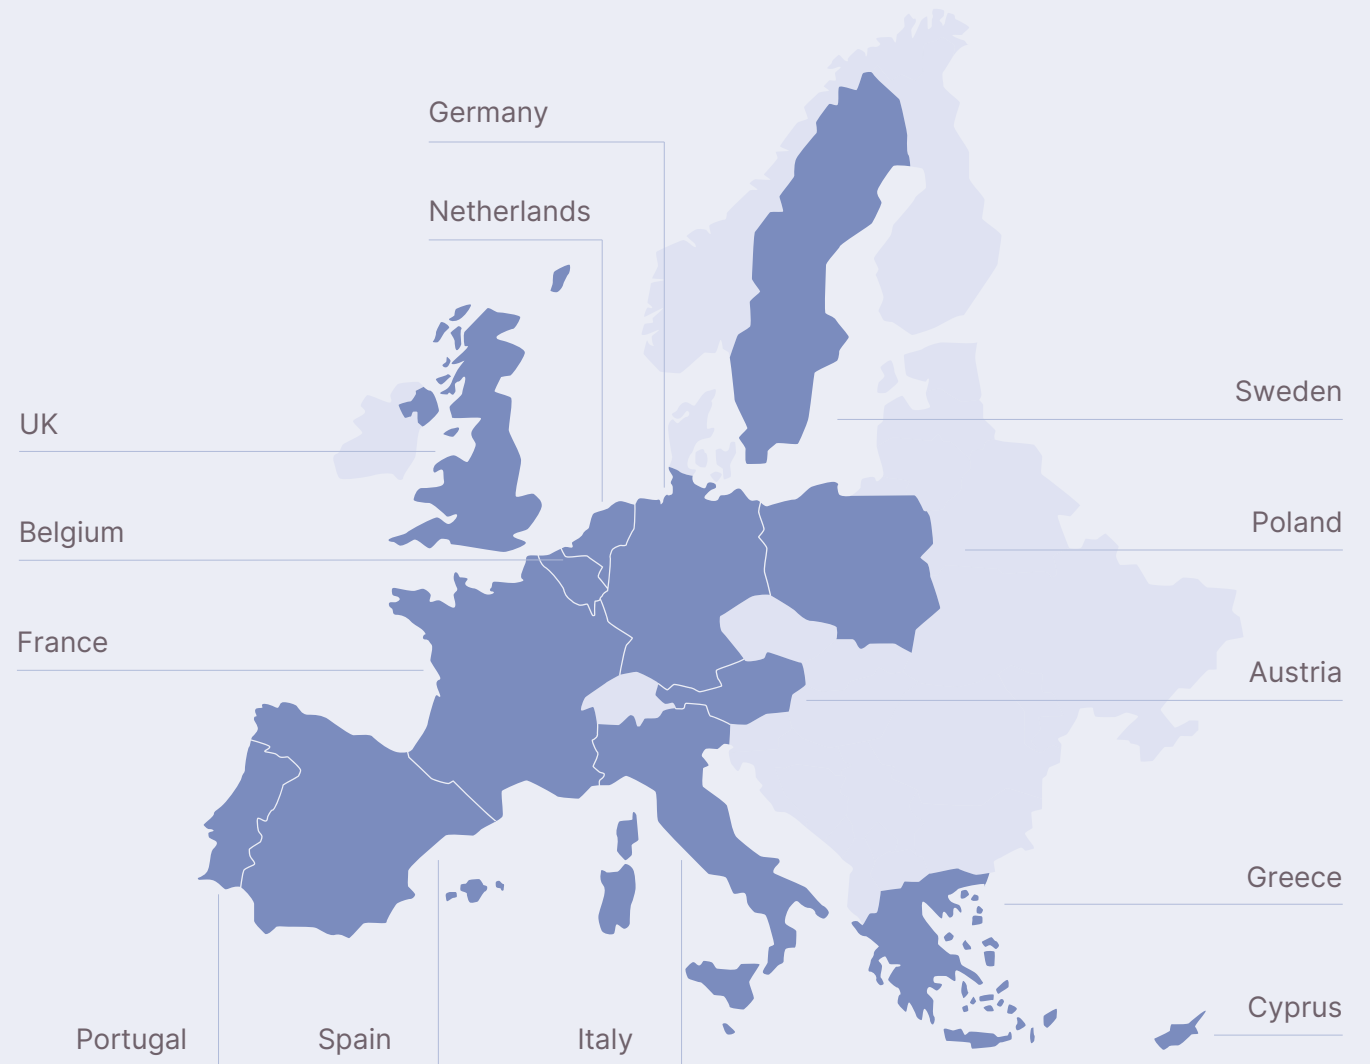 Germany
Netherlands
Sweden
UK
Poland
Belgium
France
Austria
Greece
Cyprus
Portugal
Spain
Italy